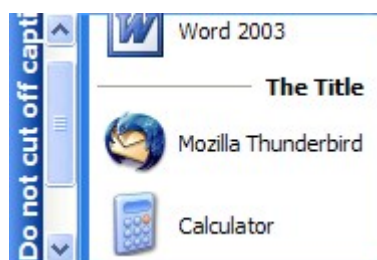 Do not cut off capti
Word 2003
The Title
Mozilla Thunderbird
Calculator